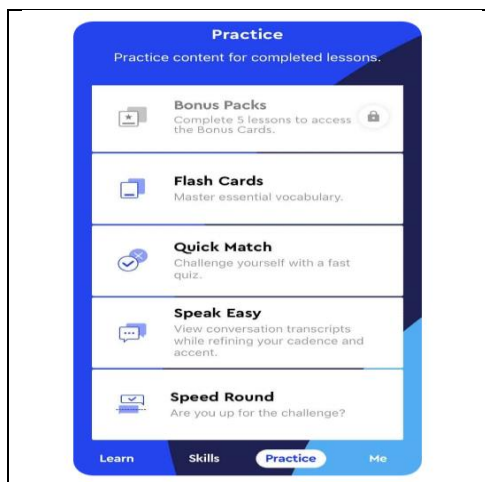 Practice
Practice content for completed lessons.
Bonus Packs
Complete 5 lessons to access
the Bonus Cards.
Flash Cards
Master essential vocabulary.
Quick Match
Challenge yourself with a fast
quiz.
Speak Easy
View conversation transcripts
while refining your cadence and
accent.
Speed Round
Are you up for the challenge?
Learn Skills Practice Me